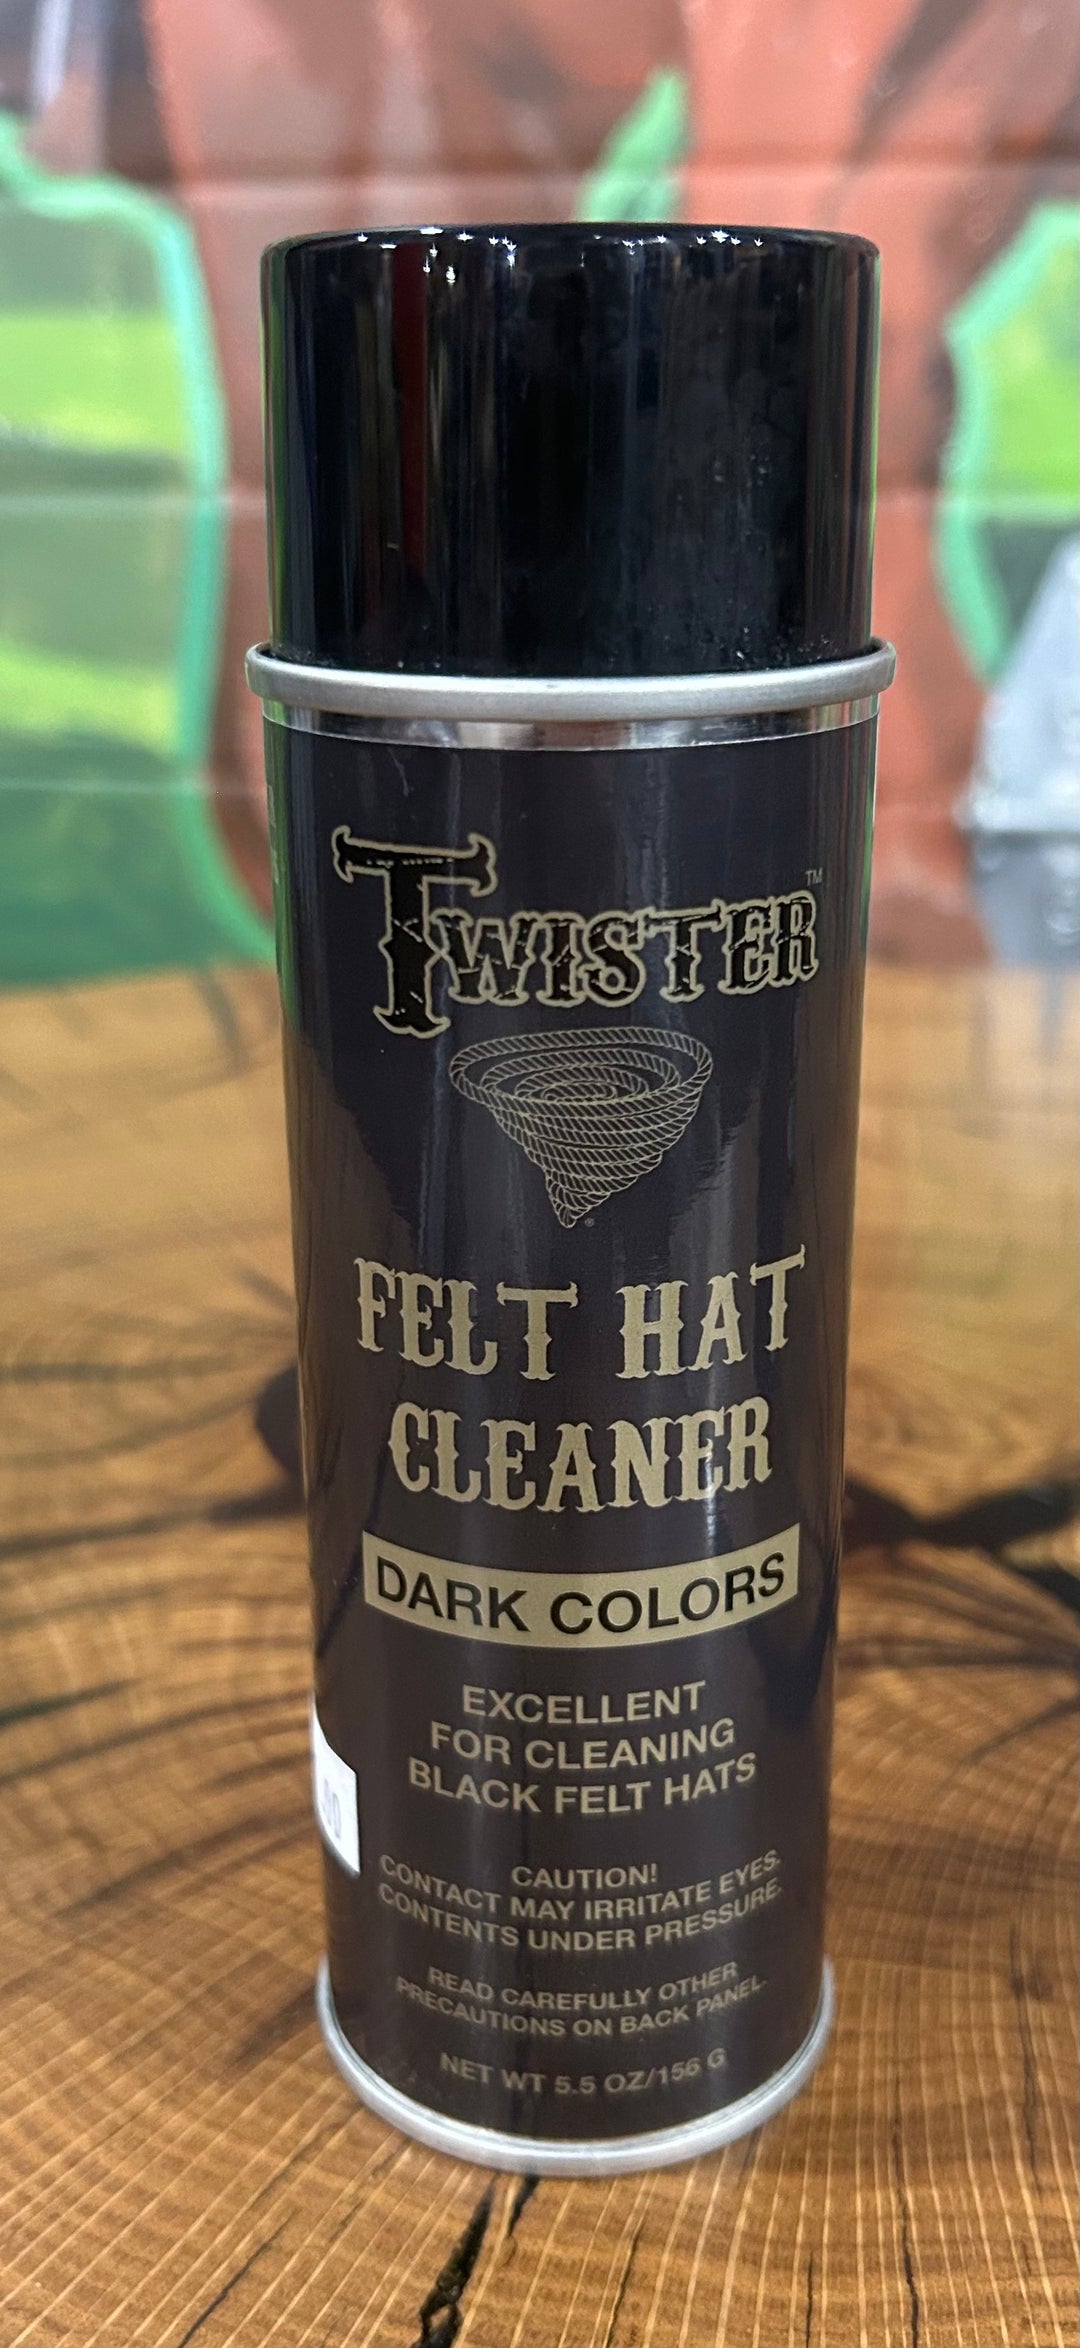 TWISTER™
FELT HAT
CLEANER
DARK COLORS
EXCELLENT
FOR CLEANING
BLACK FELT HATS
CAUTION!
CONTACT MAY IRRITATE EYES.
CONTENTS UNDER PRESSURE.
READ CAREFULLY OTHER
PRECAUTIONS ON BACK PANEL.
NET WT 5.5 OZ/156 G